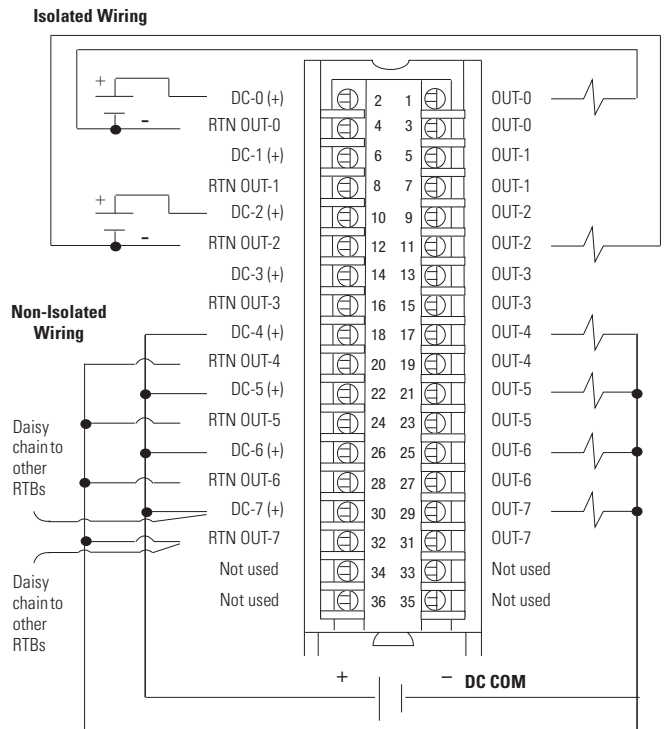 Isolated Wiring
+
-
DC-0 (+) 2 1 OUT-0
RTN OUT-0 4 3 OUT-0
DC-1 (+) 6 5 OUT-1
RTN OUT-1 8 7 OUT-1
+
-
DC-2 (+) 10 9 OUT-2
RTN OUT-2 12 11 OUT-2
DC-3 (+) 14 13 OUT-3
RTN OUT-3 16 15 OUT-3
Non-Isolated
Wiring
DC-4 (+) 18 17 OUT-4
RTN OUT-4 20 19 OUT-4
DC-5 (+) 22 21 OUT-5
RTN OUT-5 24 23 OUT-5
DC-6 (+) 26 25 OUT-6
RTN OUT-6 28 27 OUT-6
DC-7 (+) 30 29 OUT-7
RTN OUT-7 32 31 OUT-7
Not used 34 33 Not used
Not used 36 35 Not used
Daisy
chain to
other
RTBs
Daisy
chain to
other
RTBs
+ – DC COM